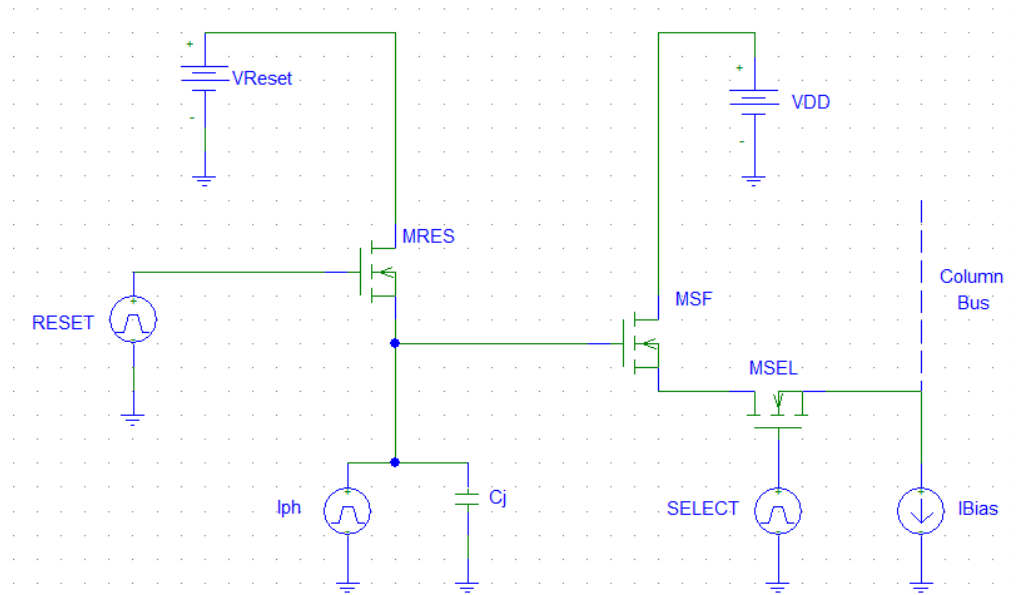 VReset
VDD
MRES
Column
Bus
MSF
RESET
MSEL
Iph
Cj
SELECT
IBias